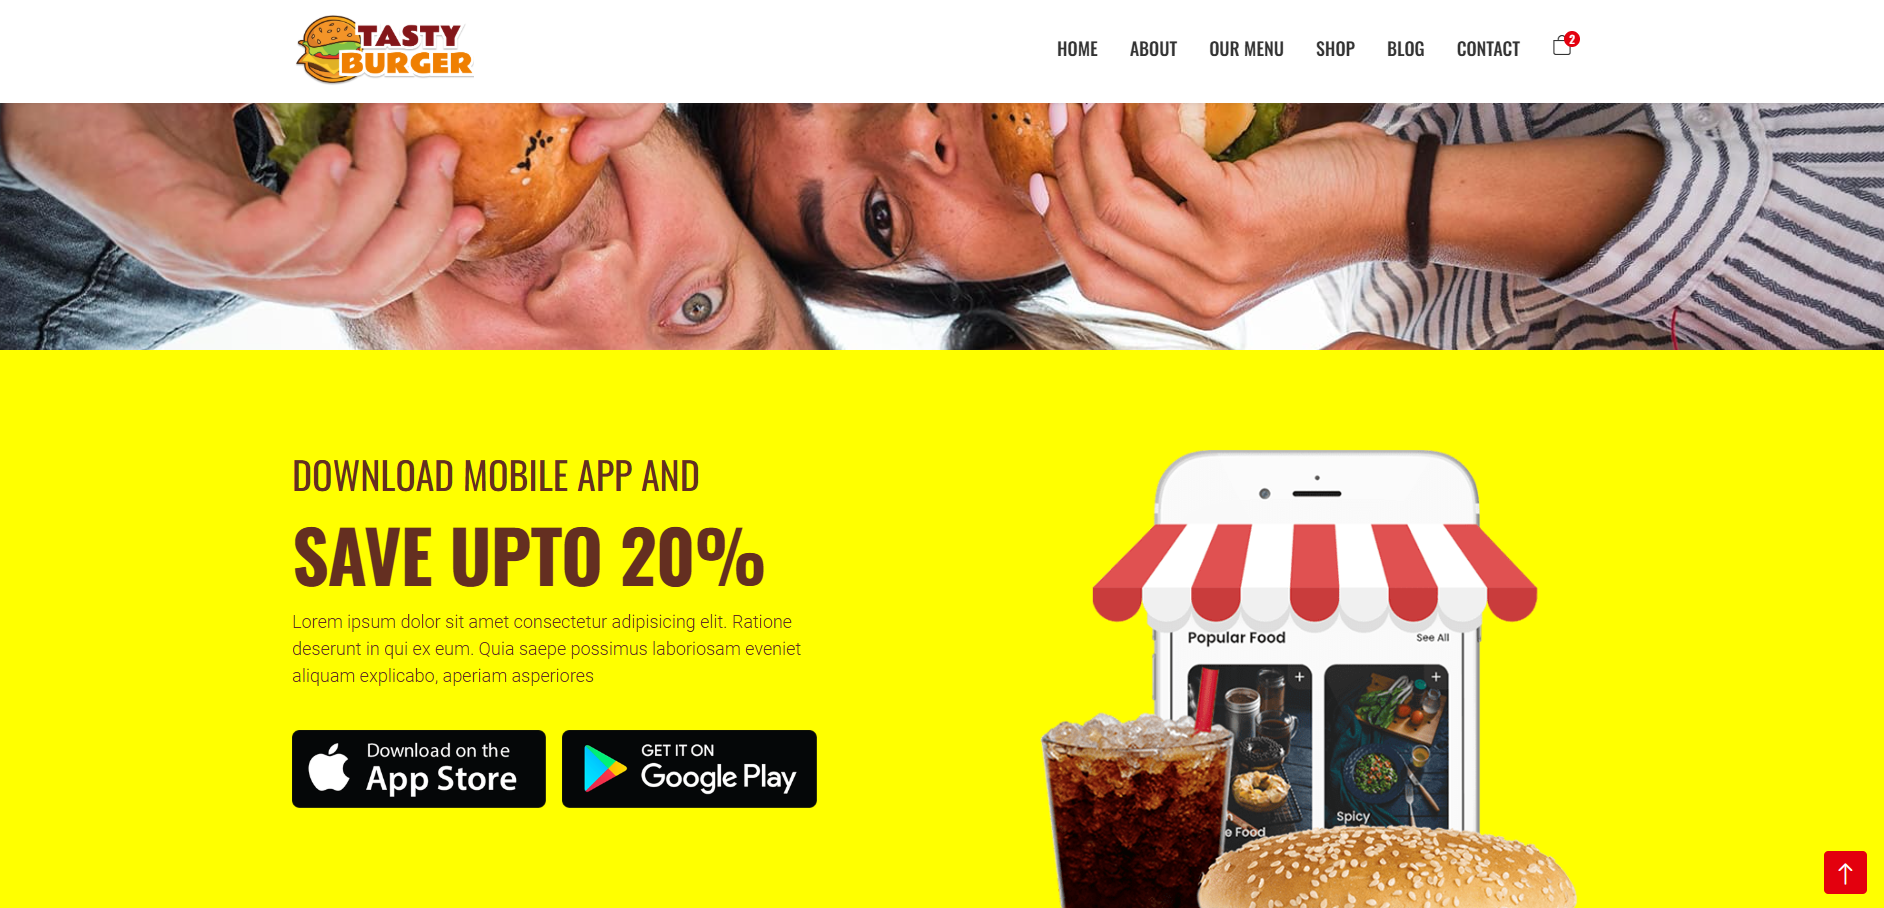 TASTY
BURGER
HOME ABOUT OUR MENU SHOP BLOG CONTACT 2
DOWNLOAD MOBILE APP AND
SAVE UPTO 20%
Lorem ipsum dolor sit amet consectetur adipisicing elit. Ratione
deserunt in qui ex eum. Quia saepe possimus laboriosam eveniet
aliquam explicabo, aperiam asperiores
Download on the
App Store
GET IT ON
Google Play
Popular Food See All
Spicy
Food